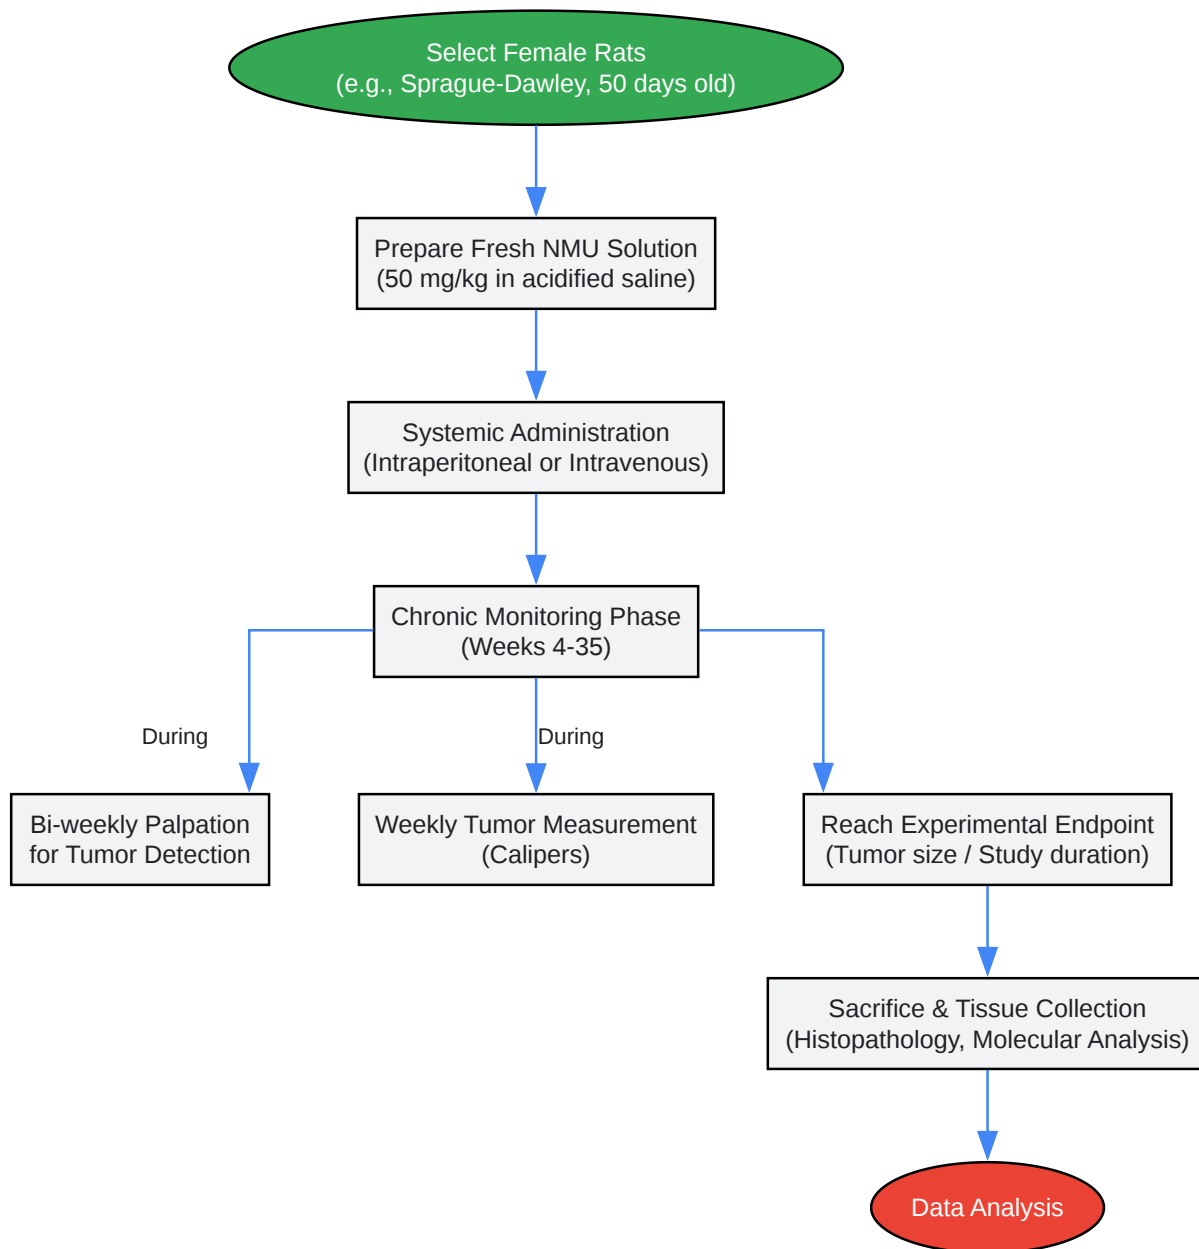 Select Female Rats
(e.g., Sprague-Dawley, 50 days old)
Prepare Fresh NMU Solution
(50 mg/kg in acidified saline)
Systemic Administration
(Intraperitoneal or Intravenous)
Chronic Monitoring Phase
(Weeks 4-35)
During
During
Bi-weekly Palpation
for Tumor Detection
Weekly Tumor Measurement
(Calipers)
Reach Experimental Endpoint
(Tumor size / Study duration)
Sacrifice & Tissue Collection
(Histopathology, Molecular Analysis)
Data Analysis